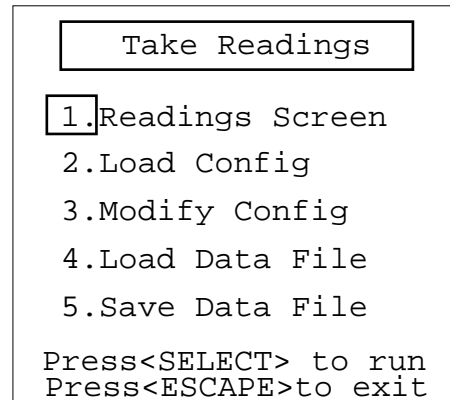 Take Readings
1.Readings Screen
2.Load Config
3.Modify Config
4.Load Data File
5.Save Data File
Press<SELECT> to run
Press<ESCAPE>to exit